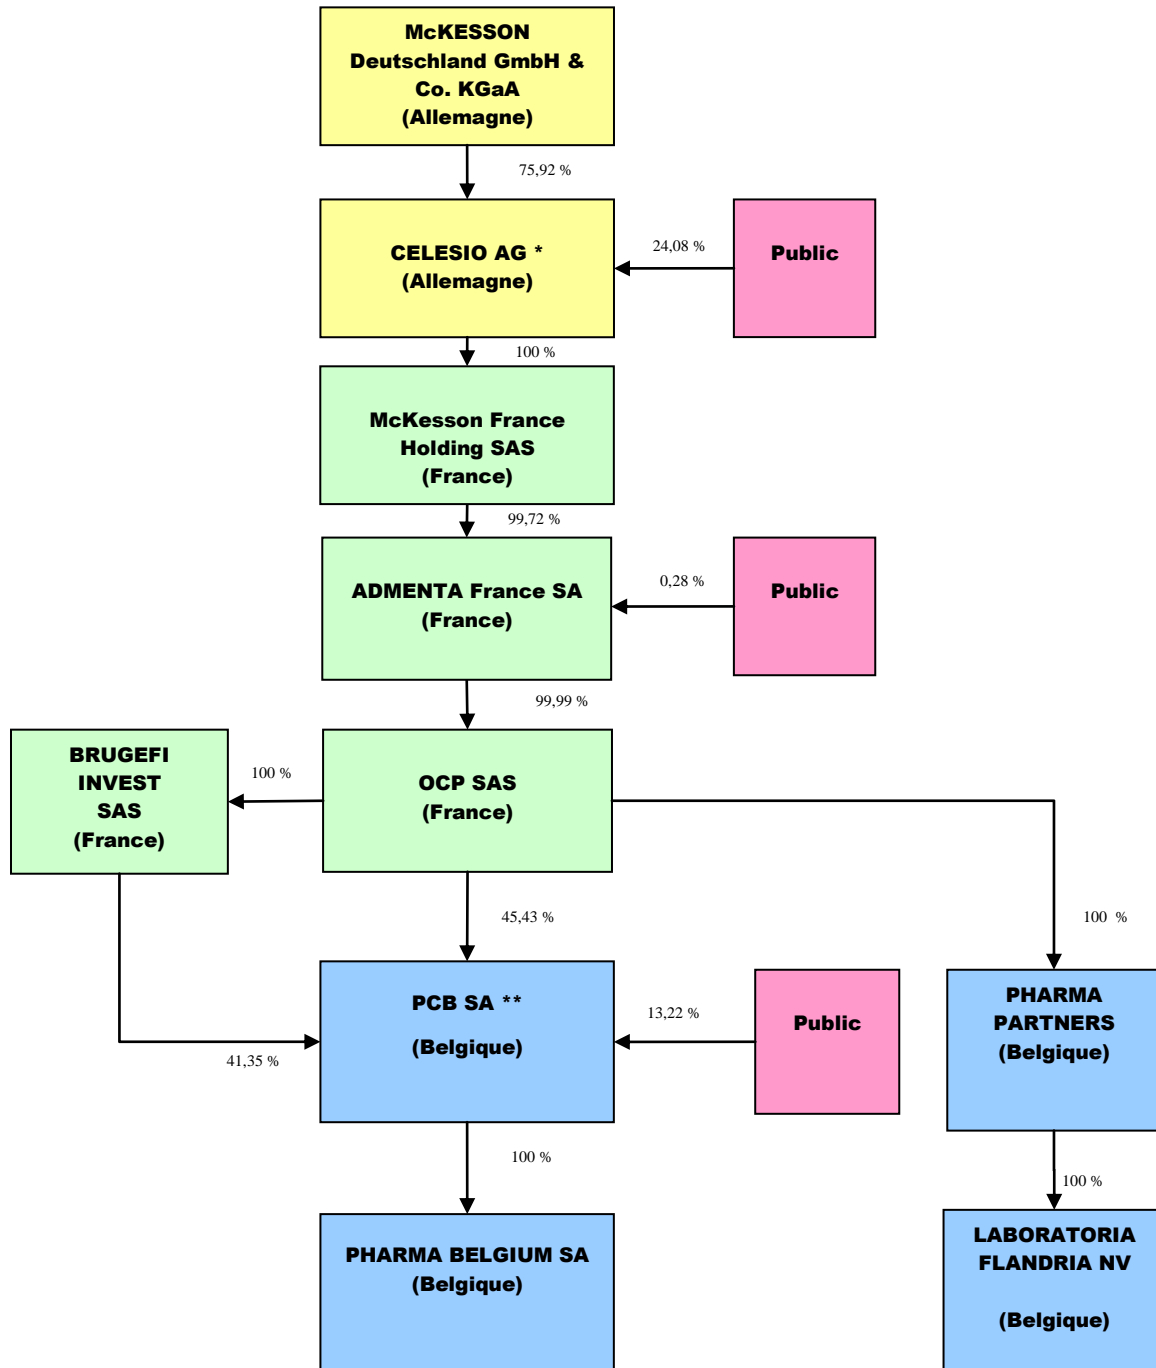 McKESSON
Deutschland GmbH &
Co. KGaA
(Allemagne)
75,92 %
CELESIO AG *
(Allemagne)
24,08 %
Public
100 %
McKesson France
Holding SAS
(France)
99,72 %
ADMENTA France SA
(France)
0,28 %
Public
99,99 %
BRUGEFI
INVEST
SAS
(France)
100 %
OCP SAS
(France)
45,43 %
100 %
PCB SA **
(Belgique)
41,35 %
13,22 %
Public
PHARMA
PARTNERS
(Belgique)
100 %
100 %
PHARMA BELGIUM SA
(Belgique)
LABORATORIA
FLANDRIA NV
(Belgique)